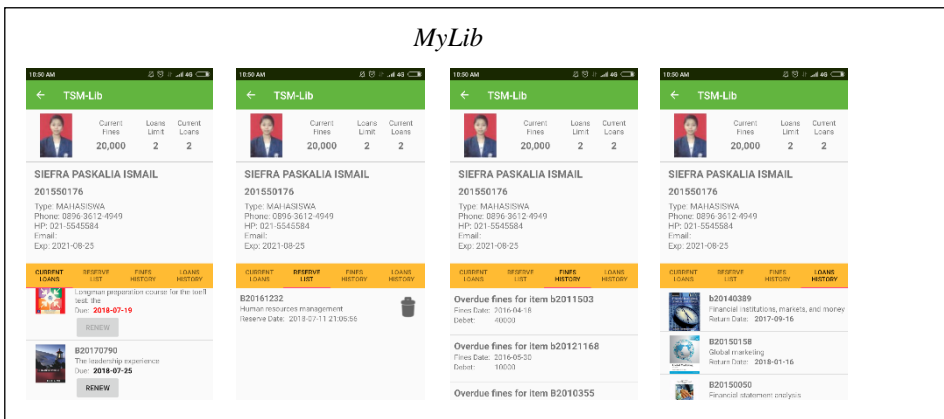 MyLib
10:50 AM
4G
TSM-Lib
Current Fines
Loans Limit
Current Loans
20,000
2
2
SIEFRA PASKALIA ISMAIL
201550176
Type: MAHASISWA
Phone: 0896-3612-4949
HP: 021-5545584
Email:
Exp: 2021-08-25
CURRENT LOANS
RESERVE LIST
FINES HISTORY
LOANS HISTORY
Longman preparation course for the toefl
test: the
Due: 2018-07-19
RENEW
B20170790
The leadership experience
Due: 2018-07-25
RENEW
10:50 AM
4G
TSM-Lib
Current Fines
Loans Limit
Current Loans
20,000
2
2
SIEFRA PASKALIA ISMAIL
201550176
Type: MAHASISWA
Phone: 0896-3612-4949
HP: 021-5545584
Email:
Exp: 2021-08-25
CURRENT LOANS
RESERVE LIST
FINES HISTORY
LOANS HISTORY
B20161232
Human resources management
Reserve Date: 2018-07-11 21:05:56
10:50 AM
4G
TSM-Lib
Current Fines
Loans Limit
Current Loans
20,000
2
2
SIEFRA PASKALIA ISMAIL
201550176
Type: MAHASISWA
Phone: 0896-3612-4949
HP: 021-5545584
Email:
Exp: 2021-08-25
CURRENT LOANS
RESERVE LIST
FINES HISTORY
LOANS HISTORY
Overdue fines for item b2011503
Fines Date: 2016-04-18
Debet: 40000
Overdue fines for item b20121168
Fines Date: 2016-05-30
Debet: 10000
Overdue fines for item B2010355
10:50 AM
4G
TSM-Lib
Current Fines
Loans Limit
Current Loans
20,000
2
2
SIEFRA PASKALIA ISMAIL
201550176
Type: MAHASISWA
Phone: 0896-3612-4949
HP: 021-5545584
Email:
Exp: 2021-08-25
CURRENT LOANS
RESERVE LIST
FINES HISTORY
LOANS HISTORY
b20140389
Financial institutions, markets, and money
Return Date: 2017-09-16
B20150158
Global marketing
Return Date: 2018-01-16
B20150050
Financial statement analysis